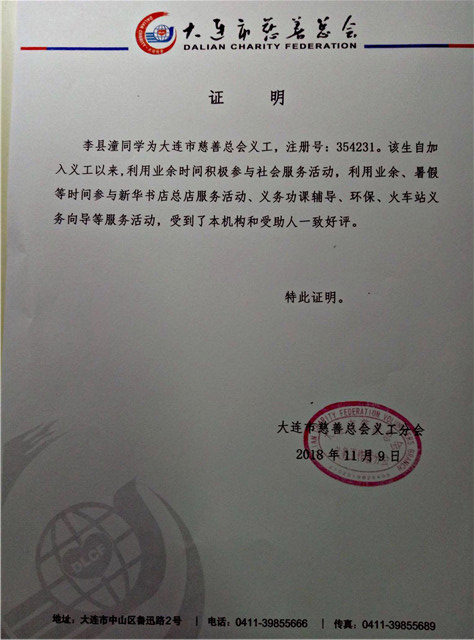 大连市慈善总会
DALIAN CHARITY FEDERATION
证 明
李县潼同学为大连市慈善总会义工，注册号：354231。该生自加
入义工以来,利用业余时间积极参与社会服务活动，利用业余、暑假
等时间参与新华书店总店服务活动、义务功课辅导、环保、火车站义
务向导等服务活动，受到了本机构和受助人一致好评。
特此证明。
大连市慈善总会义工分会
2018 年 11 月 9 日
CHARITY FEDERATION
DLCF
地址：大连市中山区鲁迅路2号 | 电话：0411-39855666 | 传真：0411-39855689